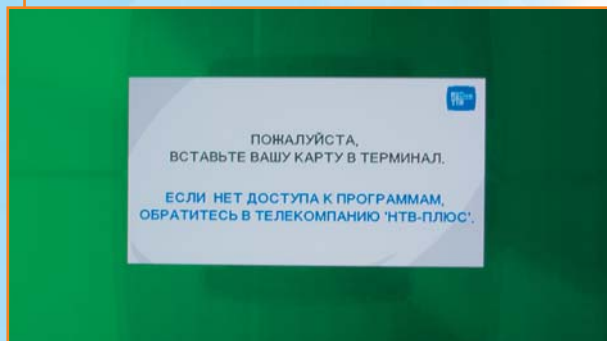 ПОЖАЛУЙСТА,
ВСТАВЬТЕ ВАШУ КАРТУ В ТЕРМИНАЛ.
ЕСЛИ НЕТ ДОСТУПА К ПРОГРАММАМ,
ОБРАТИТЕСЬ В ТЕЛЕКОМПАНИЮ 'НТВ-ПЛЮС'.